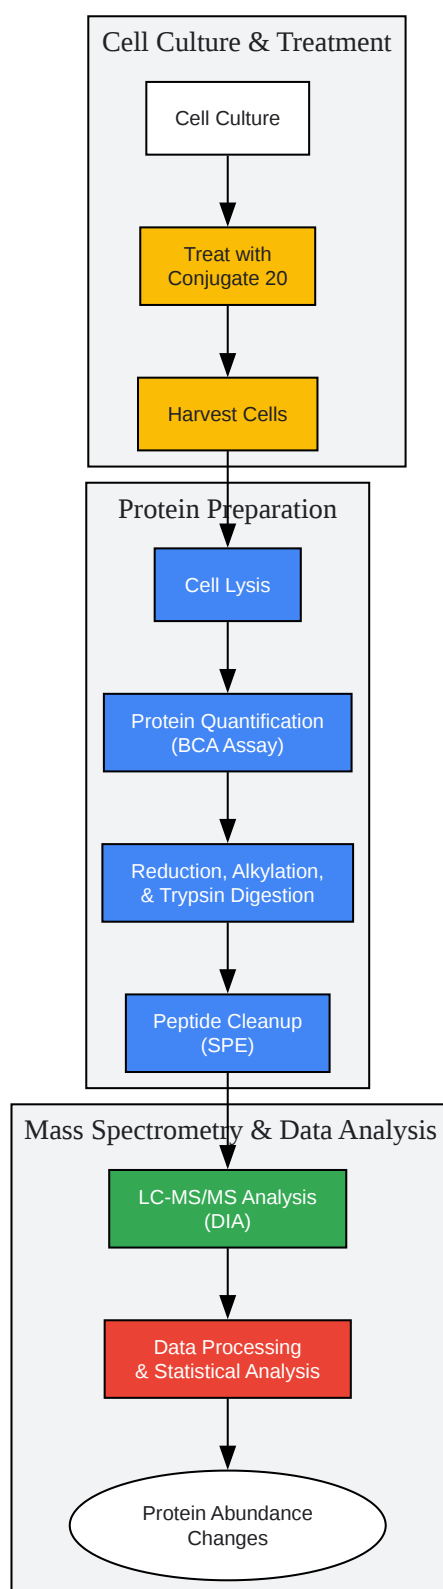 Cell Culture & Treatment
Cell Culture
Treat with
Conjugate 20
Harvest Cells
Protein Preparation
Cell Lysis
Protein Quantification
(BCA Assay)
Reduction, Alkylation,
& Trypsin Digestion
Peptide Cleanup
(SPE)
Mass Spectrometry & Data Analysis
LC-MS/MS Analysis
(DIA)
Data Processing
& Statistical Analysis
Protein Abundance
Changes